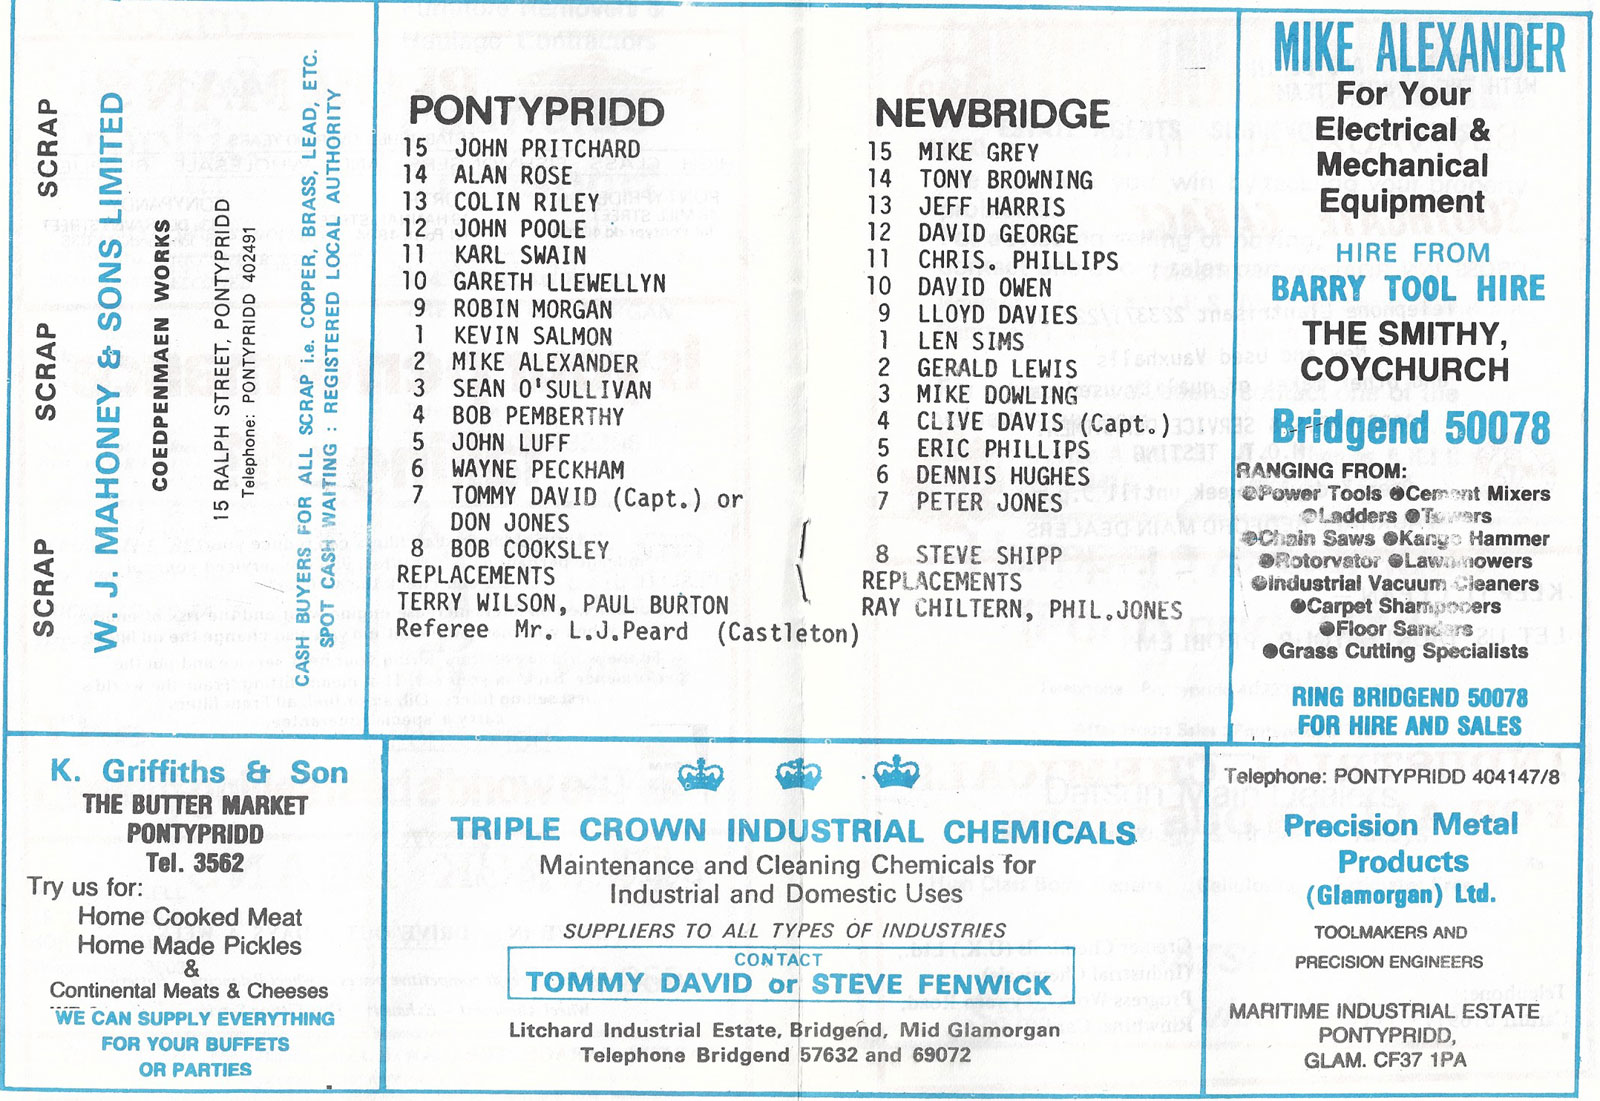 SCRAP SCRAP SCRAP
W. J. MAHONEY & SONS LIMITED
COEDPENMAEN WORKS
15 RALPH STREET, PONTYPRIDD
Telephone: PONTYPRIDD 402491
CASH BUYERS FOR ALL SCRAP i.e. COPPER, BRASS, LEAD, ETC.
SPOT CASH WAITING : REGISTERED LOCAL AUTHORITY
PONTYPRIDD
15 JOHN PRITCHARD
14 ALAN ROSE
13 COLIN RILEY
12 JOHN POOLE
11 KARL SWAIN
10 GARETH LLEWELLYN
9 ROBIN MORGAN
1 KEVIN SALMON
2 MIKE ALEXANDER
3 SEAN O'SULLIVAN
4 BOB PEMBERTHY
5 JOHN LUFF
6 WAYNE PECKHAM
7 TOMMY DAVID (Capt.) or
DON JONES
8 BOB COOKSLEY
REPLACEMENTS
TERRY WILSON, PAUL BURTON
Referee Mr. L.J.Peard (Castleton)
NEWBRIDGE
15 MIKE GREY
14 TONY BROWNING
13 JEFF HARRIS
12 DAVID GEORGE
11 CHRIS. PHILLIPS
10 DAVID OWEN
9 LLOYD DAVIES
1 LEN SIMS
2 GERALD LEWIS
3 MIKE DOWLING
4 CLIVE DAVIS (Capt.)
5 ERIC PHILLIPS
6 DENNIS HUGHES
7 PETER JONES
8 STEVE SHIPP
REPLACEMENTS
RAY CHILTERN, PHIL.JONES
MIKE ALEXANDER
For Your
Electrical &
Mechanical
Equipment
HIRE FROM
BARRY TOOL HIRE
THE SMITHY,
COYCHURCH
Bridgend 50078
RANGING FROM:
●Power Tools ●Cement Mixers
●Ladders ●Towers
●Chain Saws ●Kango Hammer
●Rotorvator ●Lawnmowers
●Industrial Vacuum Cleaners
●Carpet Shampooers
●Floor Sanders
●Grass Cutting Specialists
RING BRIDGEND 50078
FOR HIRE AND SALES
K. Griffiths & Son
THE BUTTER MARKET
PONTYPRIDD
Tel. 3562
Try us for:
Home Cooked Meat
Home Made Pickles
&
Continental Meats & Cheeses
WE CAN SUPPLY EVERYTHING
FOR YOUR BUFFETS
OR PARTIES
TRIPLE CROWN INDUSTRIAL CHEMICALS
Maintenance and Cleaning Chemicals for
Industrial and Domestic Uses
SUPPLIERS TO ALL TYPES OF INDUSTRIES
CONTACT
TOMMY DAVID or STEVE FENWICK
Litchard Industrial Estate, Bridgend, Mid Glamorgan
Telephone Bridgend 57632 and 69072
Telephone: PONTYPRIDD 404147/8
Precision Metal
Products
(Glamorgan) Ltd.
TOOLMAKERS AND
PRECISION ENGINEERS
MARITIME INDUSTRIAL ESTATE
PONTYPRIDD,
GLAM. CF37 1PA